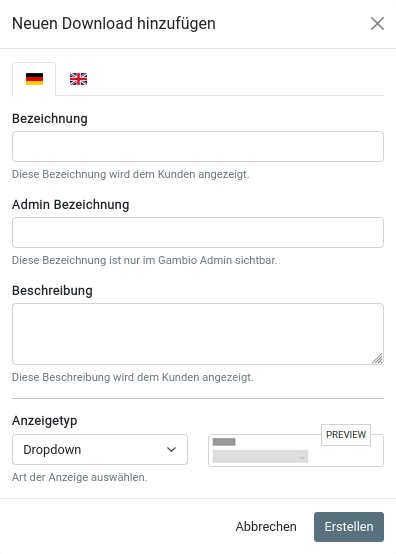 Neuen Download hinzufügen
Bezeichnung
Diese Bezeichnung wird dem Kunden angezeigt.
Admin Bezeichnung
Diese Bezeichnung ist nur im Gambio Admin sichtbar.
Beschreibung
Diese Beschreibung wird dem Kunden angezeigt.
Anzeigetyp
PREVIEW
Dropdown
Art der Anzeige auswählen.
Abbrechen Erstellen